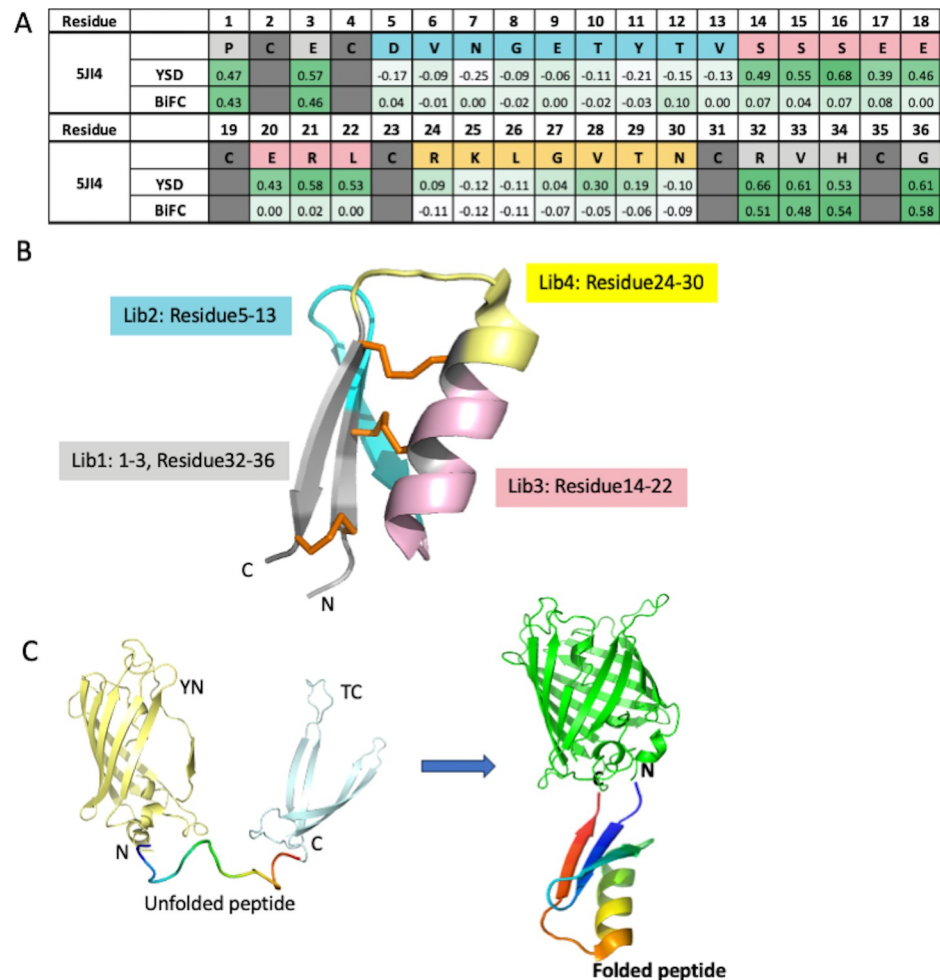 A
Residue 1 2 3 4 5 6 7 8 9 10 11 12 13 14 15 16 17 18
P C E C D V N G E T Y T V S S S E E
5JI4
YSD 0.47 0.57 -0.17 -0.09 -0.25 -0.09 -0.06 -0.11 -0.21 -0.15 -0.13 0.49 0.55 0.68 0.39 0.46
BiFC 0.43 0.46 0.04 -0.01 0.00 -0.02 0.00 -0.02 -0.03 0.10 0.00 0.07 0.04 0.07 0.08 0.00
Residue 19 20 21 22 23 24 25 26 27 28 29 30 31 32 33 34 35 36
C E R L C R K L G V T N C R V H C G
5JI4
YSD 0.43 0.58 0.53 0.09 -0.12 -0.11 0.04 0.30 0.19 -0.10 0.66 0.61 0.53 0.61
BiFC 0.00 0.02 0.00 -0.11 -0.12 -0.11 -0.07 -0.05 -0.06 -0.09 0.51 0.48 0.54 0.58
B
Lib4: Residue24-30
Lib2: Residue5-13
Lib1: 1-3, Residue32-36
Lib3: Residue14-22
C
N
C
YN
TC
N
C
Unfolded peptide
C
N
Folded peptide